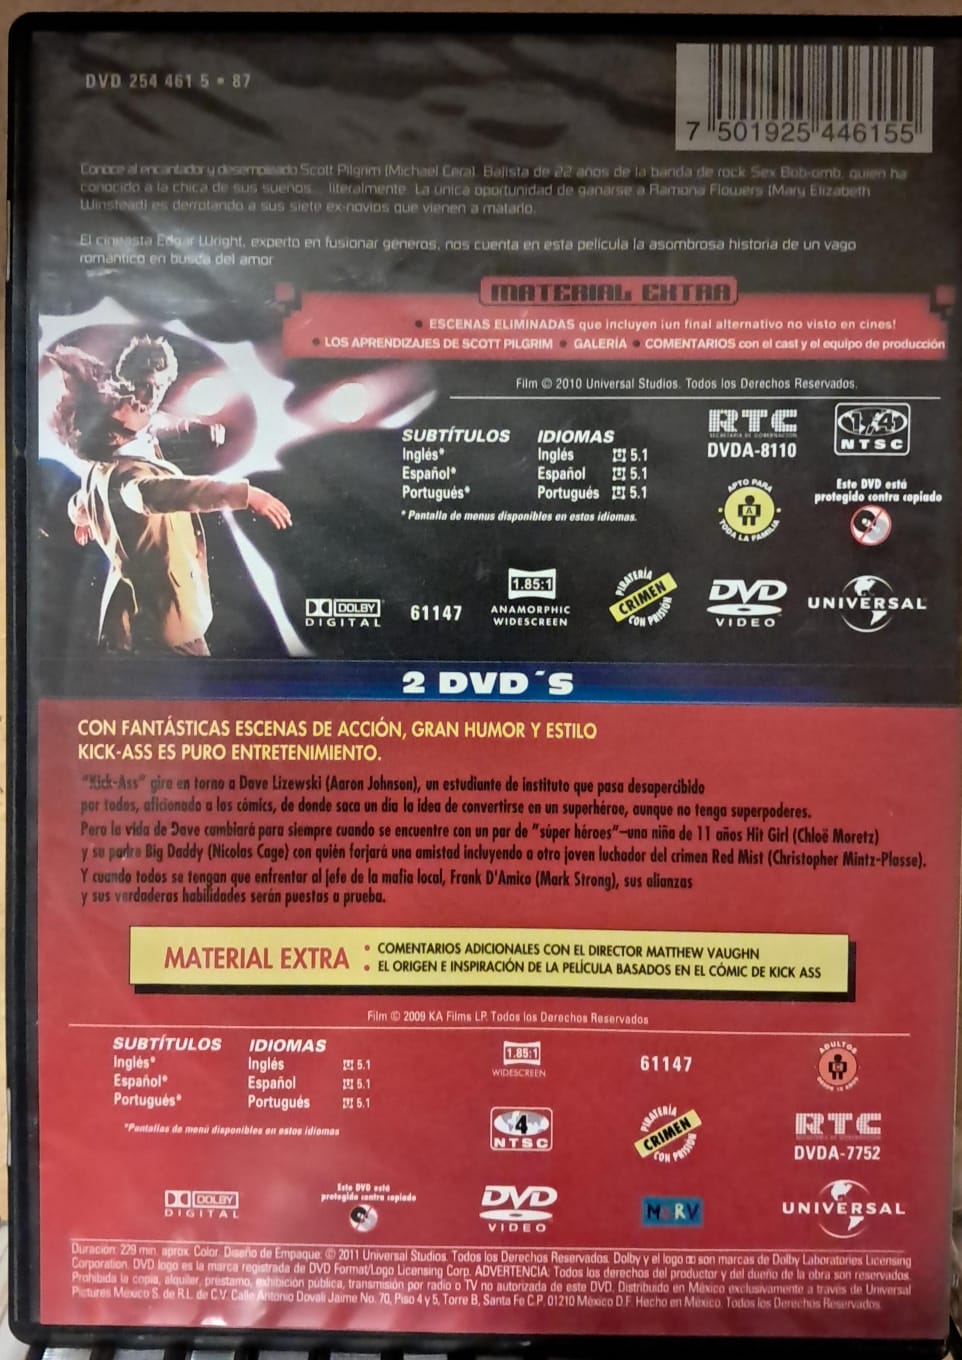 DVD 254 461 5 • 87
7 501925 446155
Conoce al encantador y desempleado Scott Pilgrim (Michael Cera). Bajista de 22 años de la banda de rock Sex Bob-omb, quien ha
conocido a la chica de sus sueños... literalmente. La única oportunidad de ganarse a Ramona Flowers (Mary Elizabeth
Winstead) es derrotando a sus siete ex-novios que vienen a matarlo.
El cineasta Edgar Wright, experto en fusionar géneros, nos cuenta en esta película la asombrosa historia de un vago
romántico en busca del amor
MATERIAL EXTRA
• ESCENAS ELIMINADAS que incluyen ¡un final alternativo no visto en cines!
• LOS APRENDIZAJES DE SCOTT PILGRIM • GALERÍA • COMENTARIOS con el cast y el equipo de producción
Film © 2010 Universal Studios. Todos los Derechos Reservados.
SUBTÍTULOS IDIOMAS
Inglés* Inglés 5.1
Español* Español 5.1
Portugués* Portugués 5.1
* Pantalla de menus disponibles en estos idiomas.
RTC
SECRETARIA DE GOBERNACION
DVDA-8110
1/4
NTSC
APTO PARA
A
TODA LA FAMILIA
Este DVD está
protegido contra copiado
DOLBY
DIGITAL
61147
1.85:1
ANAMORPHIC
WIDESCREEN
PIRATERÍA
CRIMEN
CON PRISIÓN
DVD
VIDEO
UNIVERSAL
2 DVD´S
CON FANTÁSTICAS ESCENAS DE ACCIÓN, GRAN HUMOR Y ESTILO
KICK-ASS ES PURO ENTRETENIMIENTO.
"Kick-Ass" gira en torno a Dave Lizewski (Aaron Johnson), un estudiante de instituto que pasa desapercibido
por todos, aficionado a los cómics, de donde saca un día la idea de convertirse en un superhéroe, aunque no tenga superpoderes.
Pero la vida de Dave cambiará para siempre cuando se encuentre con un par de "súper héroes"–una niña de 11 años Hit Girl (Chloë Moretz)
y su padre Big Daddy (Nicolas Cage) con quién forjará una amistad incluyendo a otro joven luchador del crimen Red Mist (Christopher Mintz-Plasse).
Y cuando todos se tengan que enfrentar al jefe de la mafia local, Frank D'Amico (Mark Strong), sus alianzas
y sus verdaderas habilidades serán puestas a prueba.
MATERIAL EXTRA
• COMENTARIOS ADICIONALES CON EL DIRECTOR MATTHEW VAUGHN
• EL ORIGEN E INSPIRACIÓN DE LA PELÍCULA BASADOS EN EL CÓMIC DE KICK ASS
Film © 2009 KA Films LP. Todos los Derechos Reservados
SUBTÍTULOS IDIOMAS
Inglés* Inglés 5.1
Español* Español 5.1
Portugués* Portugués 5.1
*Pantallas de menú disponibles en estos idiomas
1.85:1
WIDESCREEN
61147
ADULTOS
C
4
NTSC
PIRATERÍA
CRIMEN
CON PRISIÓN
RTC
DVDA-7752
DOLBY
DIGITAL
Este DVD está
protegido contra copiado
DVD
VIDEO
UNIVERSAL
Duración: 229 min. aprox. Color. Diseño de Empaque: © 2011 Universal Studios. Todos los Derechos Reservados. Dolby y el logo son marcas de Dolby Laboratories Licensing
Corporation. DVD logo es la marca registrada de DVD Format/Logo Licensing Corp. ADVERTENCIA: Todos los derechos del productor y del dueño de la obra son reservados.
Prohibida la copia, alquiler, préstamo, exhibición pública, transmisión por radio o TV no autorizada de este DVD. Distribuido en México exclusivamente a través de Universal
Pictures México S. de R.L. de C.V. Calle Antonio Dovali Jaime No. 70, Piso 4 y 5, Torre B, Santa Fe C.P. 01210 México D.F. Hecho en México. Todos los Derechos Reservados.